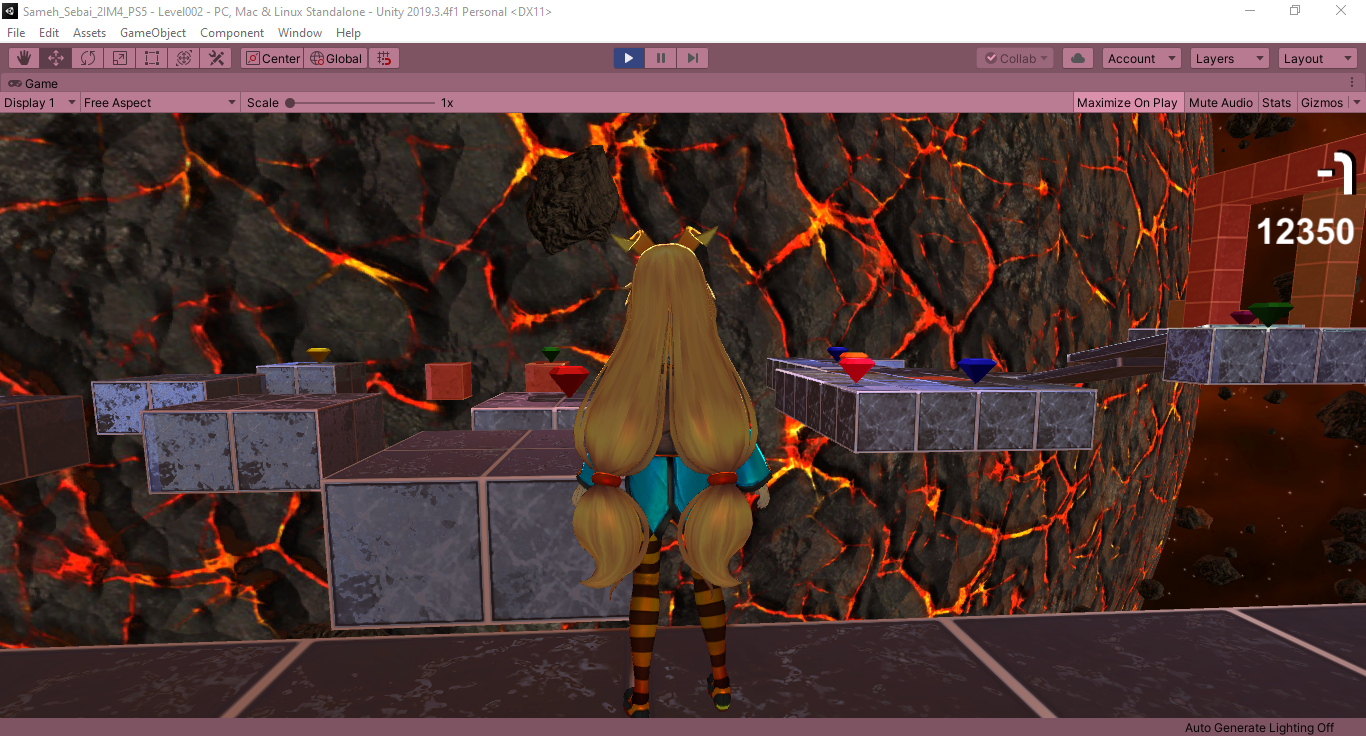 Sameh_Sebai_2IM4_PS5 - Level002 - PC, Mac & Linux Standalone - Unity 2019.3.4f1 Personal <DX11>
File Edit Assets GameObject Component Window Help
Center Global Collab Account Layers Layout
Game
Display 1 Free Aspect Scale 1x Maximize On Play Mute Audio Stats Gizmos
-1
12350
Auto Generate Lighting Off